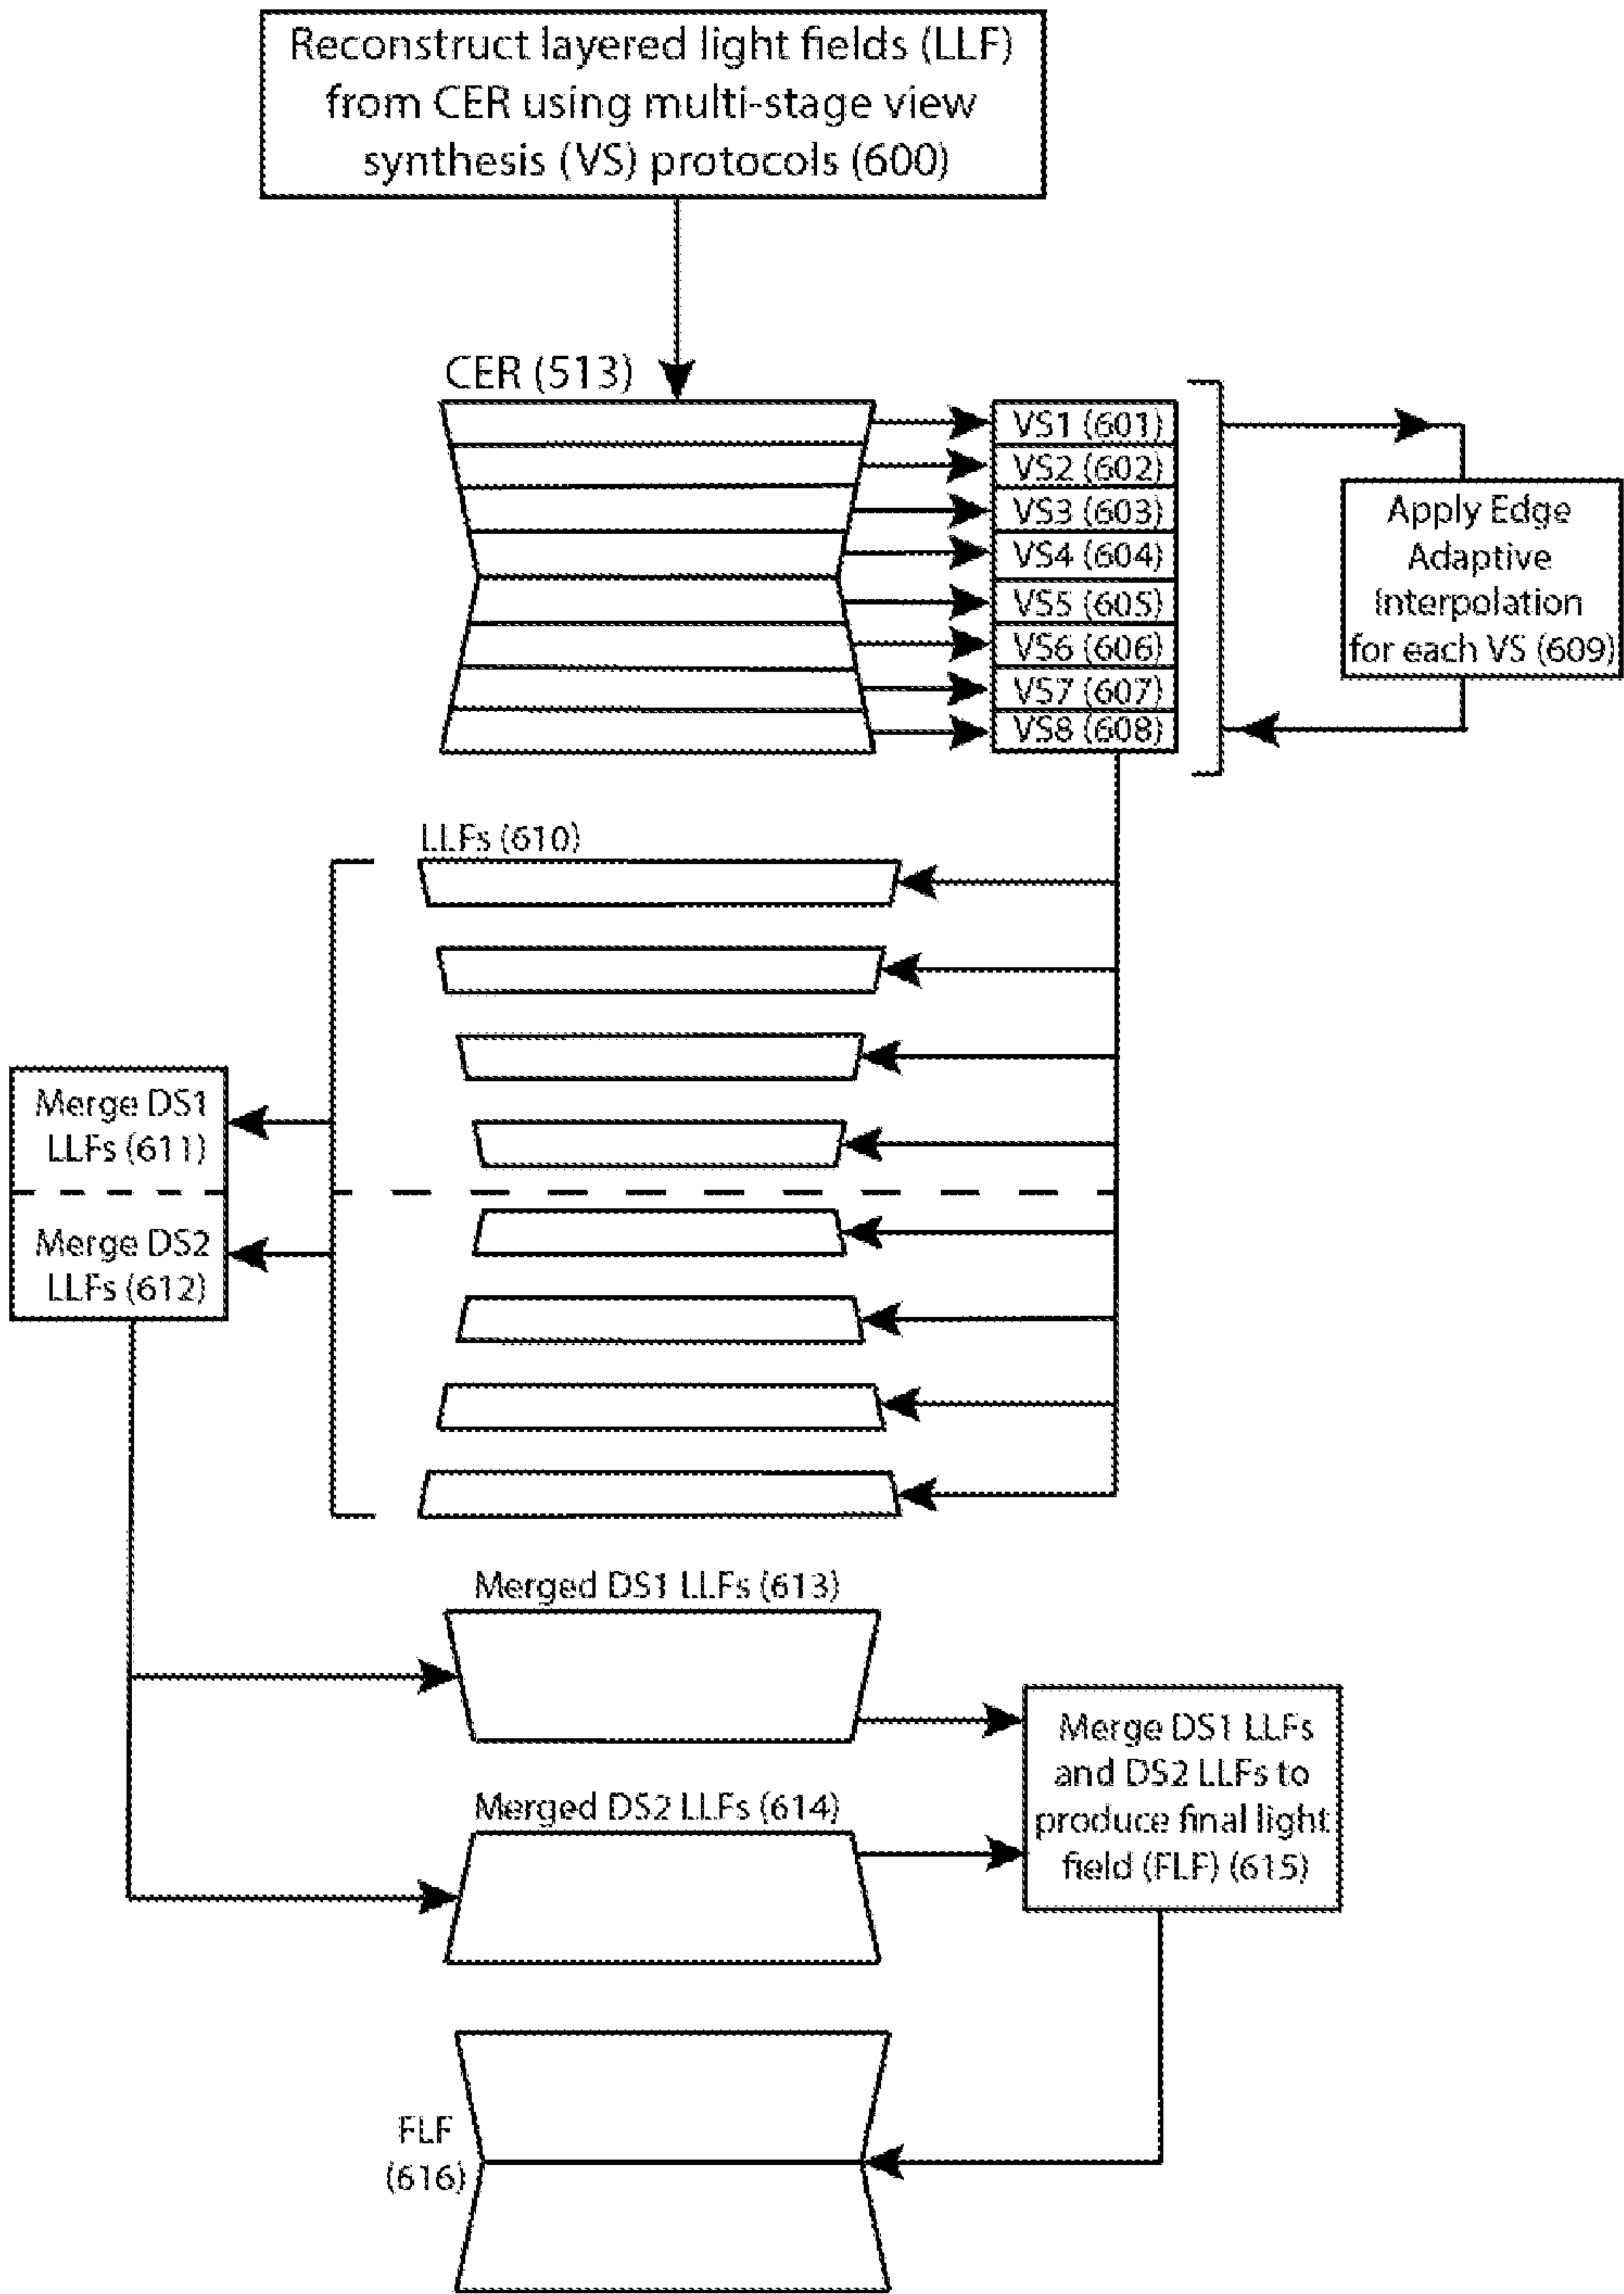 Reconstruct layered light fields (LLF)
from CER using multi-stage view
synthesis (VS) protocols (600)
CER (513)
VS1 (601)
VS2 (602)
VS3 (603)
VS4 (604)
VS5 (605)
VS6 (606)
VS7 (607)
VS8 (608)
Apply Edge
Adaptive
Interpolation
for each VS (609)
LLFs (610)
Merge DS1
LLFs (611)
Merge DS2
LLFs (612)
Merged DS1 LLFs (613)
Merged DS2 LLFs (614)
Merge DS1 LLFs
and DS2 LLFs to
produce final light
field (FLF) (615)
FLF
(616)